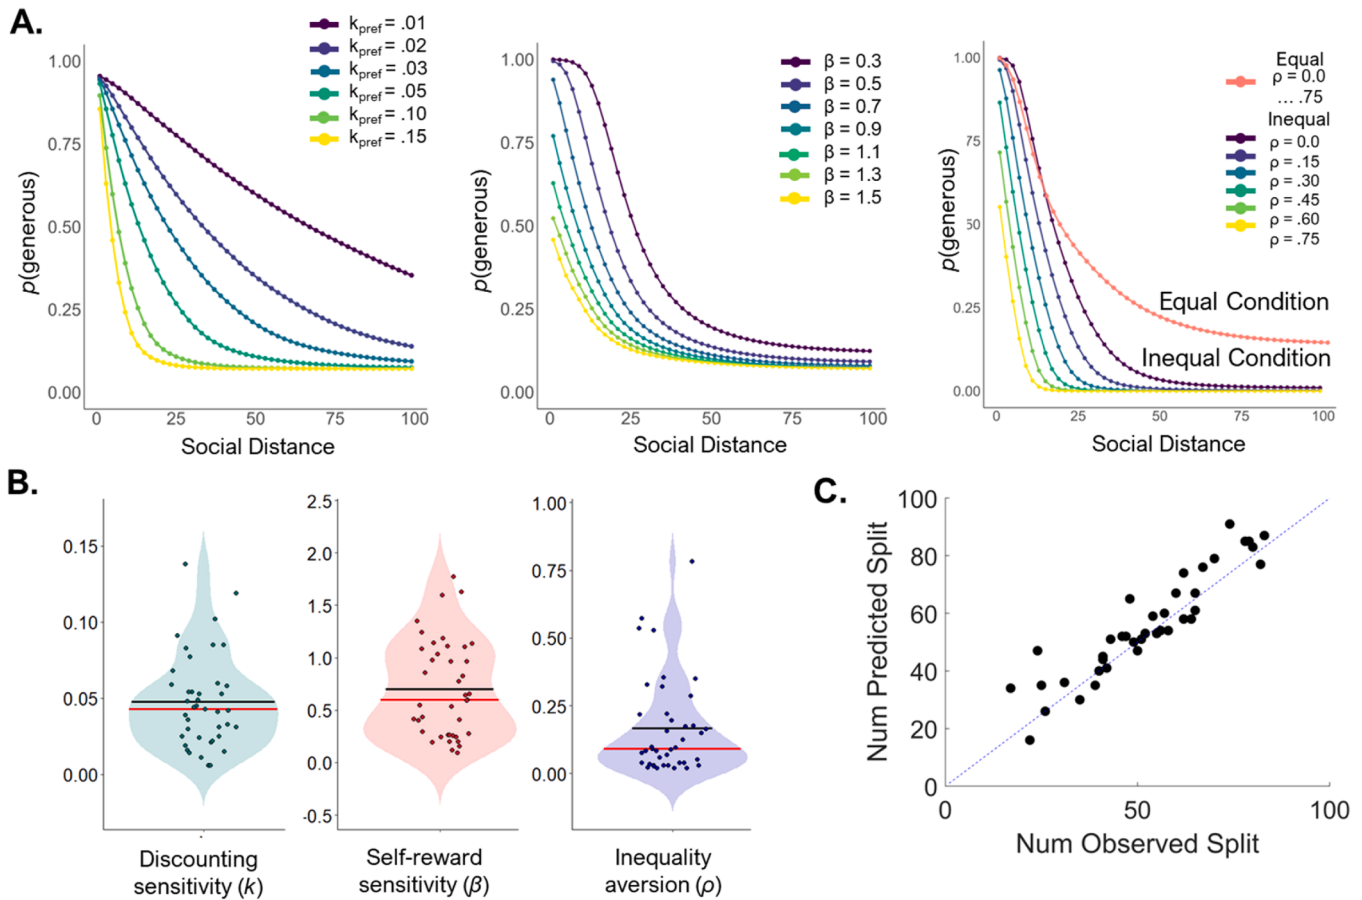 A.
k_pref = .01
k_pref = .02
k_pref = .03
k_pref = .05
k_pref = .10
k_pref = .15
1.00
0.75
0.50
0.25
0.00
p(generous)
0
25
50
75
100
Social Distance
β = 0.3
β = 0.5
β = 0.7
β = 0.9
β = 1.1
β = 1.3
β = 1.5
1.00
0.75
0.50
0.25
0.00
p(generous)
0
25
50
75
100
Social Distance
Equal
ρ = 0.0
... .75
Inequal
ρ = 0.0
ρ = .15
ρ = .30
ρ = .45
ρ = .60
ρ = .75
1.00
75
.50
.25
0.00
p(generous)
Equal Condition
Inequal Condition
0
25
50
75
100
Social Distance
B.
0.15
0.10
0.05
0.00
Discounting
sensitivity (k)
2.5
2.0
1.5
1.0
0.5
0.0
-0.5
Self-reward
sensitivity (β)
1.00
0.75
0.50
0.25
0.00
Inequality
aversion (ρ)
C.
100
80
60
40
20
0
Num Predicted Split
0
50
100
Num Observed Split